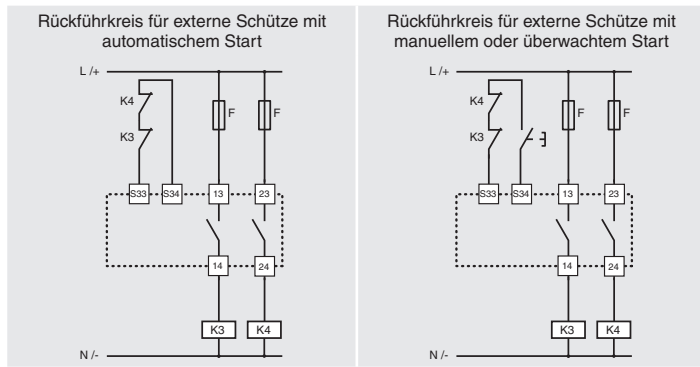 Rückführkreis für externe Schütze mit
automatischem Start
L /+
K4
K3
F
F
S33
S34
13
23
14
24
K3
K4
N /-
Rückführkreis für externe Schütze mit
manuellem oder überwachtem Start
L /+
K4
K3
F
F
S33
S34
13
23
14
24
K3
K4
N /-